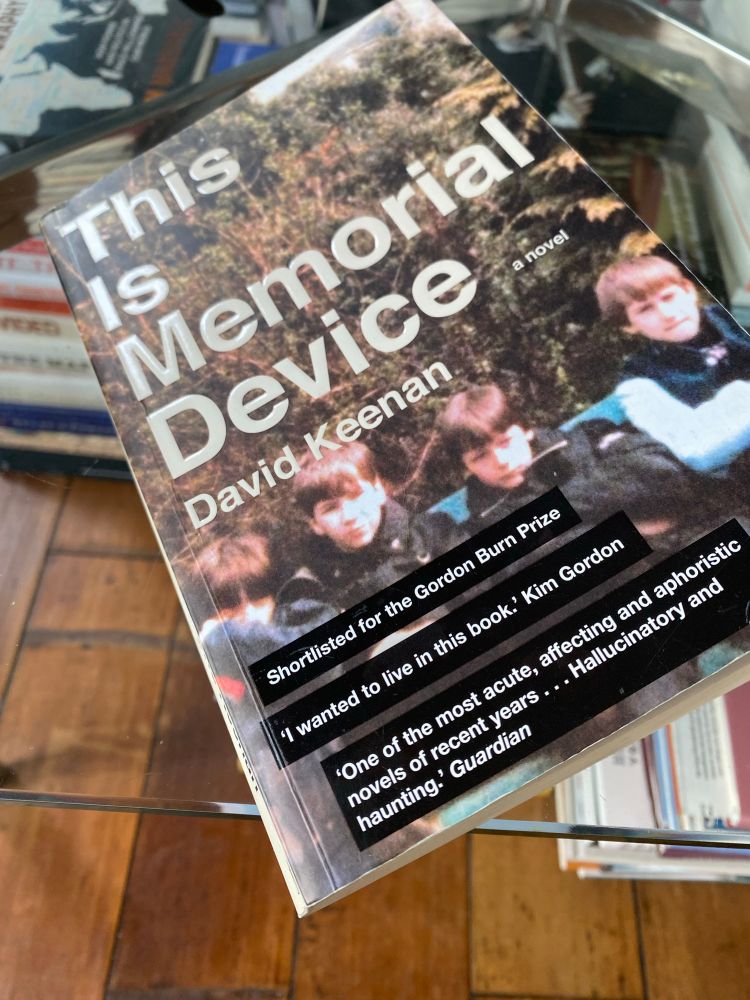 This
Is
Memorial
Device
a novel
David Keenan
Shortlisted for the Gordon Burn Prize
‘I wanted to live in this book.’ Kim Gordon
‘One of the most acute, affecting and aphoristic
novels of recent years . . . Hallucinatory and
haunting.’ Guardian